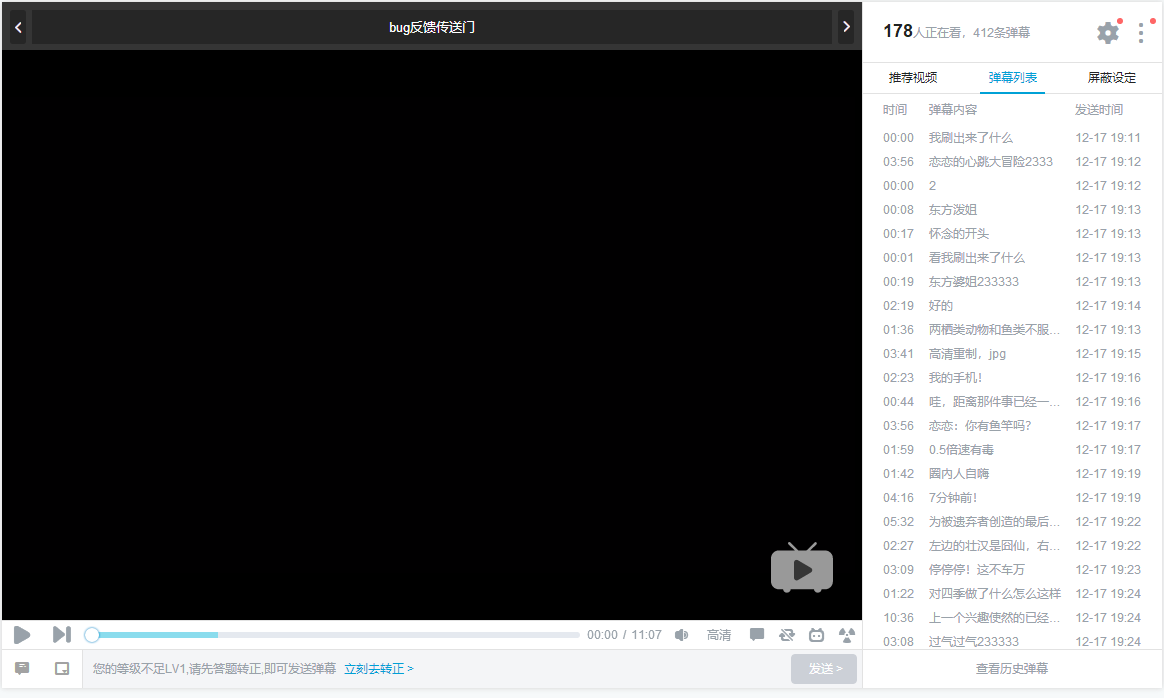 bug反馈传送门
178人正在看，412条弹幕
推荐视频 弹幕列表 屏蔽设定
时间 弹幕内容 发送时间
00:00 我刷出来了什么 12-17 19:11
03:56 恋恋的心跳大冒险2333 12-17 19:12
00:00 2 12-17 19:12
00:08 东方泼姐 12-17 19:13
00:17 怀念的开头 12-17 19:13
00:01 看我刷出来了什么 12-17 19:13
00:19 东方婆姐233333 12-17 19:13
02:19 好的 12-17 19:14
01:36 两栖类动物和鱼类不服... 12-17 19:13
03:41 高清重制，jpg 12-17 19:15
02:23 我的手机！ 12-17 19:16
00:44 哇，距离那件事已经一... 12-17 19:16
03:56 恋恋：你有鱼竿吗？ 12-17 19:17
01:59 0.5倍速有毒 12-17 19:17
01:42 圈内人自嗨 12-17 19:19
04:16 7分钟前！ 12-17 19:19
05:32 为被遗弃者创造的最后... 12-17 19:22
02:27 左边的壮汉是囧仙，右... 12-17 19:22
03:09 停停停！这不车万 12-17 19:23
01:22 对四季做了什么怎么这样 12-17 19:24
10:36 上一个兴趣使然的已经... 12-17 19:24
03:08 过气过气233333 12-17 19:24
00:00 / 11:07 高清
您的等级不足LV1,请先答题转正,即可发送弹幕 立刻去转正 > 发送 >
查看历史弹幕